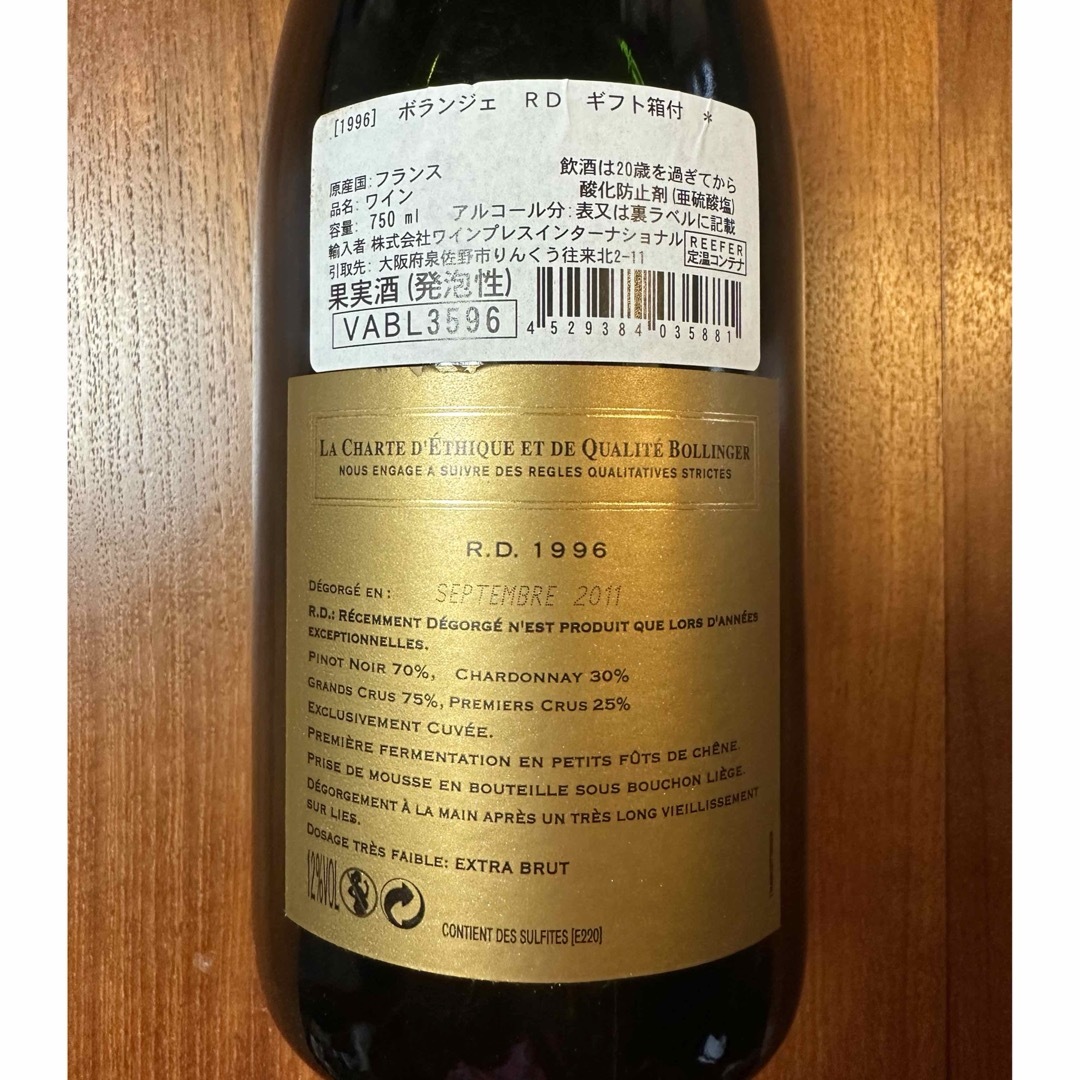 [1996] ボランジェ ＲＤ ギフト箱付 ＊
飲酒は20歳を過ぎてから
原産国:フランス
酸化防止剤(亜硫酸塩)
品名:ワイン
容量: 750 ml アルコール分:表又は裏ラベルに記載
輸入者 株式会社ワインプレスインターナショナル
REEFER
定温コンテナ
引取先: 大阪府泉佐野市りんくう往来北2-11
果実酒(発泡性)
VABL3596
4 529384 035881
LA CHARTE D'ÉTHIQUE ET DE QUALITÉ BOLLINGER
NOUS ENGAGE A SUIVRE DES REGLES QUALITATIVES STRICTES
R.D. 1996
DÉGORGÉ EN : SEPTEMBRE 2011
R.D.: RÉCEMMENT DÉGORGÉ N'EST PRODUIT QUE LORS D'ANNÉES
EXCEPTIONNELLES.
PINOT NOIR 70%, CHARDONNAY 30%
GRANDS CRUS 75%, PREMIERS CRUS 25%
EXCLUSIVEMENT CUVÉE.
PREMIÈRE FERMENTATION EN PETITS FÛTS DE CHÊNE.
PRISE DE MOUSSE EN BOUTEILLE SOUS BOUCHON LIÈGE.
DÉGORGEMENT À LA MAIN APRÈS UN TRÈS LONG VIEILLISSEMENT
SUR LIES.
DOSAGE TRÈS FAIBLE: EXTRA BRUT
12%VOL
CONTIENT DES SULFITES [E220]